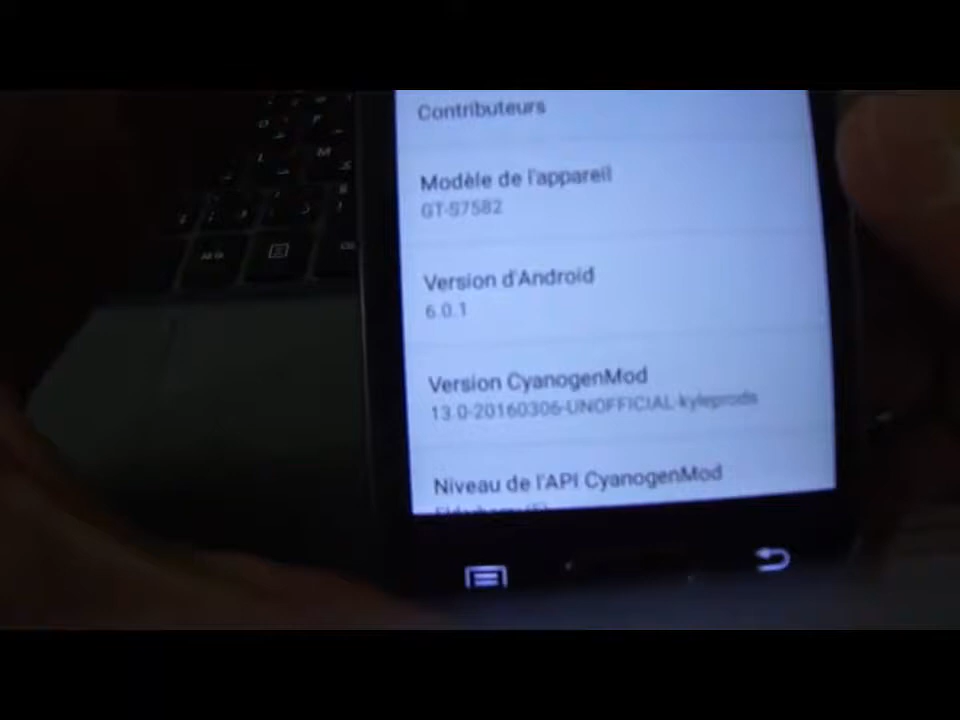 Contributeurs
Modèle de l'appareil
GT-S7582
Version d'Android
6.0.1
Version CyanogenMod
13.0-20160306-UNOFFICIAL-kyleprods
Niveau de l'API CyanogenMod